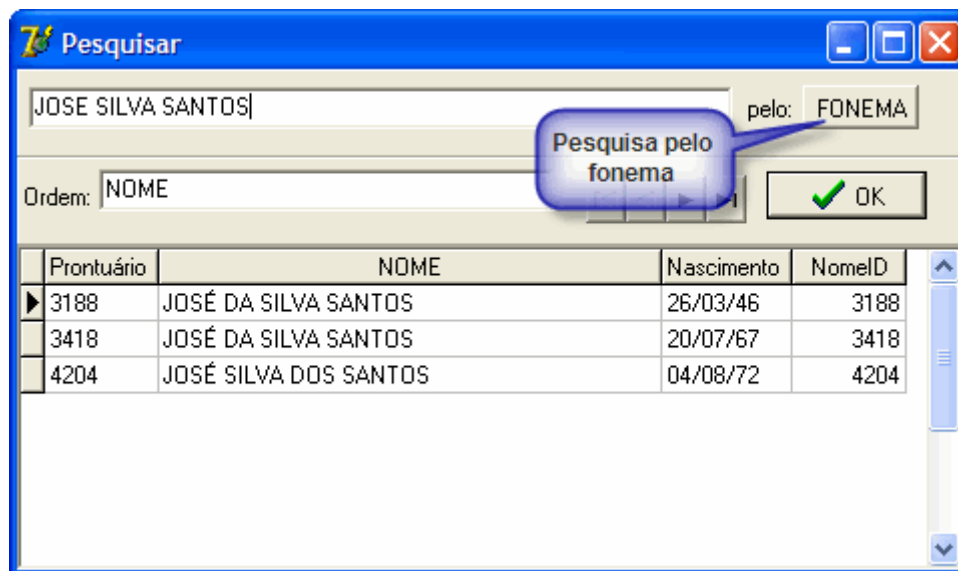 Pesquisar
JOSE SILVA SANTOS
pelo: FONEMA
Pesquisa pelo
fonema
Ordem: NOME
OK
Prontuário NOME Nascimento NomeID
3188 JOSÉ DA SILVA SANTOS 26/03/46 3188
3418 JOSÉ DA SILVA SANTOS 20/07/67 3418
4204 JOSÉ SILVA DOS SANTOS 04/08/72 4204